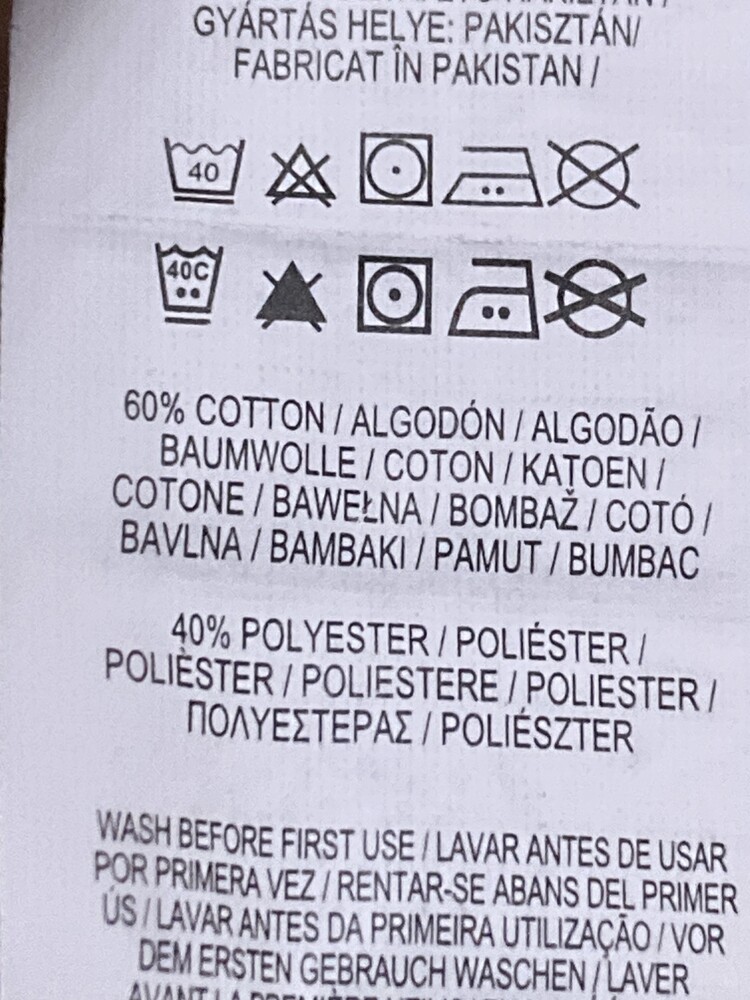 GYÁRTÁS HELYE: PAKISZTÁN/
FABRICAT ÎN PAKISTAN /
40
40C
60% COTTON / ALGODÓN / ALGODÃO /
BAUMWOLLE / COTON / KATOEN /
COTONE / BAWEŁNA / BOMBAŽ / COTÓ /
BAVLNA / BAMBAKI / PAMUT / BUMBAC
40% POLYESTER / POLIÉSTER /
POLIÈSTER / POLIESTERE / POLIESTER /
ΠΟΛΥΕΣΤΕΡΑΣ / POLIÉSZTER
WASH BEFORE FIRST USE / LAVAR ANTES DE USAR
POR PRIMERA VEZ / RENTAR-SE ABANS DEL PRIMER
ÚS / LAVAR ANTES DA PRIMEIRA UTILIZAÇÃO / VOR
DEM ERSTEN GEBRAUCH WASCHEN / LAVER
AVANT LA PREMIÈRE